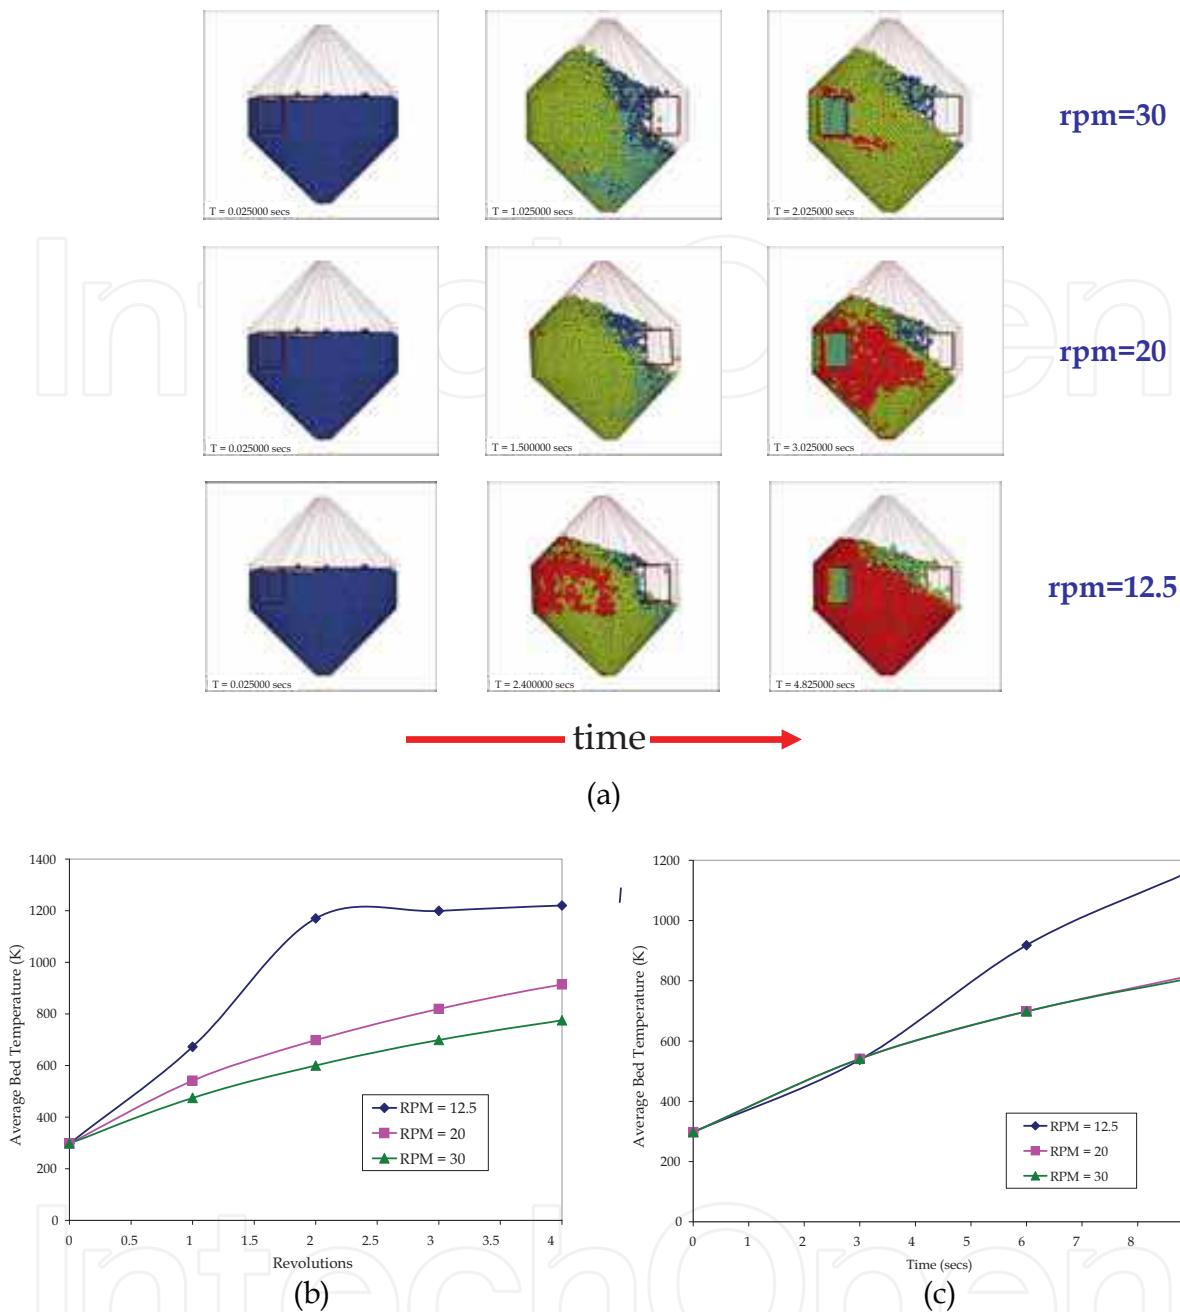 T = 0.025000 secs
T = 1.025000 secs
T = 2.025000 secs
rpm=30
T = 0.025000 secs
T = 1.500000 secs
T = 3.025000 secs
rpm=20
T = 0.025000 secs
T = 2.400000 secs
T = 4.825000 secs
rpm=12.5
time
(a)
Average Bed Temperature (K)
1400
1200
1000
800
600
400
200
0
0
0.5
1
1.5
2
2.5
3
3.5
4
Revolutions
RPM = 12.5
RPM = 20
RPM = 30
(b)
Average Bed Temperature (K)
1200
1000
800
600
400
200
0
0
1
2
3
4
5
6
7
8
Time (secs)
RPM = 12.5
RPM = 20
RPM = 30
(c)
IntechOpen
IntechOpen